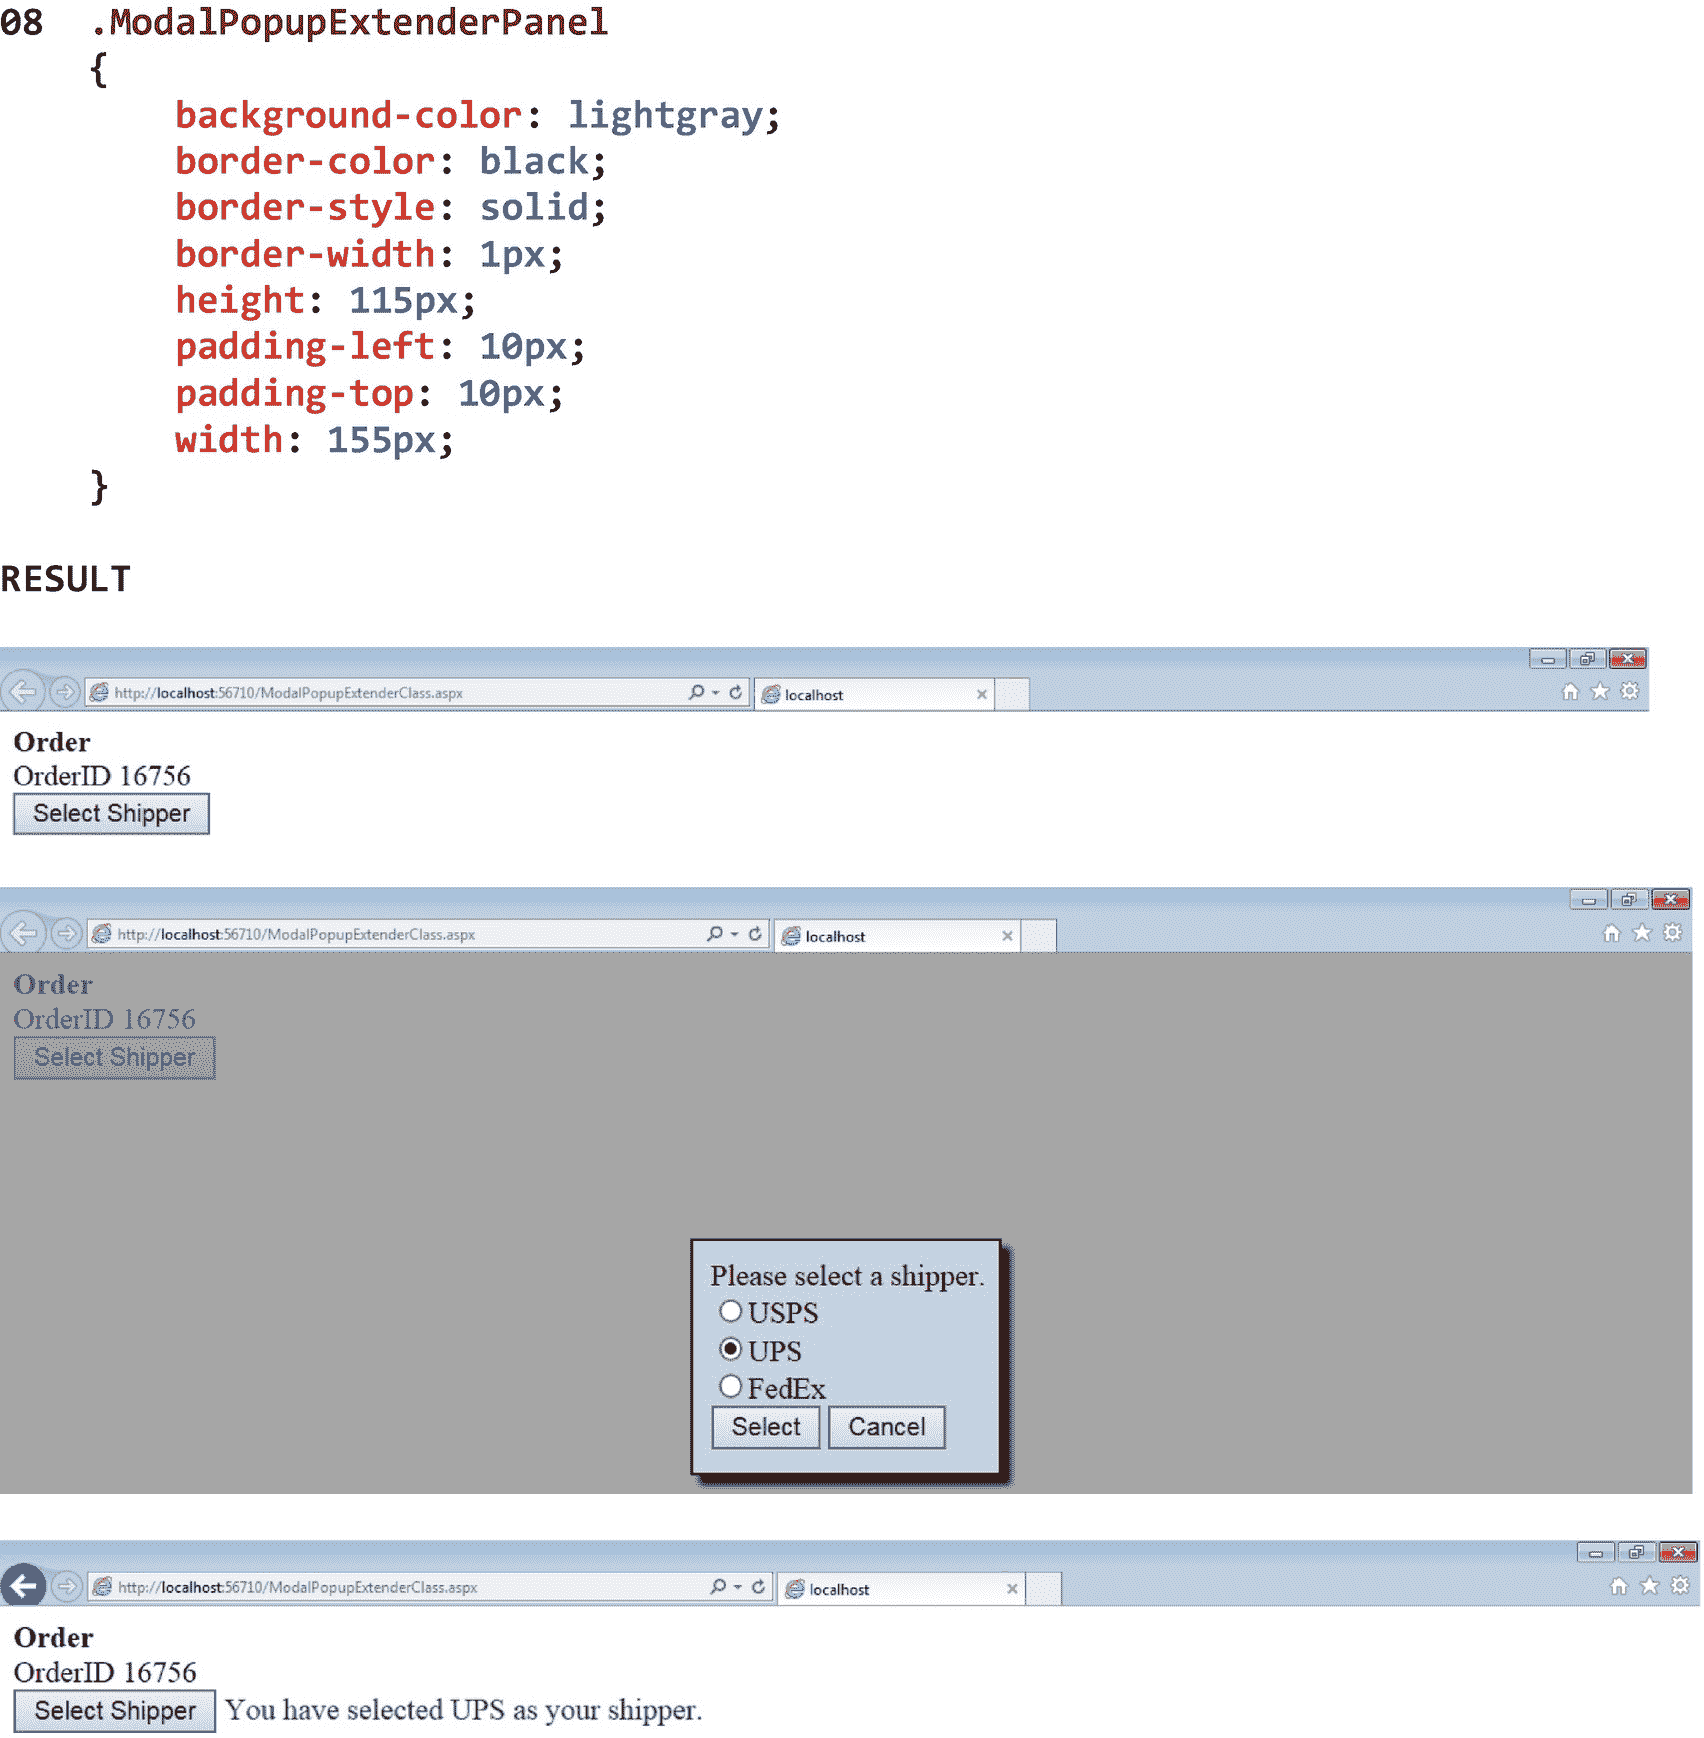 08 .ModalPopupExtenderPanel
{
background-color: lightgray;
border-color: black;
border-style: solid;
border-width: 1px;
height: 115px;
padding-left: 10px;
padding-top: 10px;
width: 155px;
}
RESULT
http://localhost:56710/ModalPopupExtenderClass.aspx localhost
Order
OrderID 16756
Select Shipper
http://localhost:56710/ModalPopupExtenderClass.aspx localhost
Order
OrderID 16756
Select Shipper
Please select a shipper.
USPS
UPS
FedEx
Select Cancel
http://localhost:56710/ModalPopupExtenderClass.aspx localhost
Order
OrderID 16756
Select Shipper You have selected UPS as your shipper.